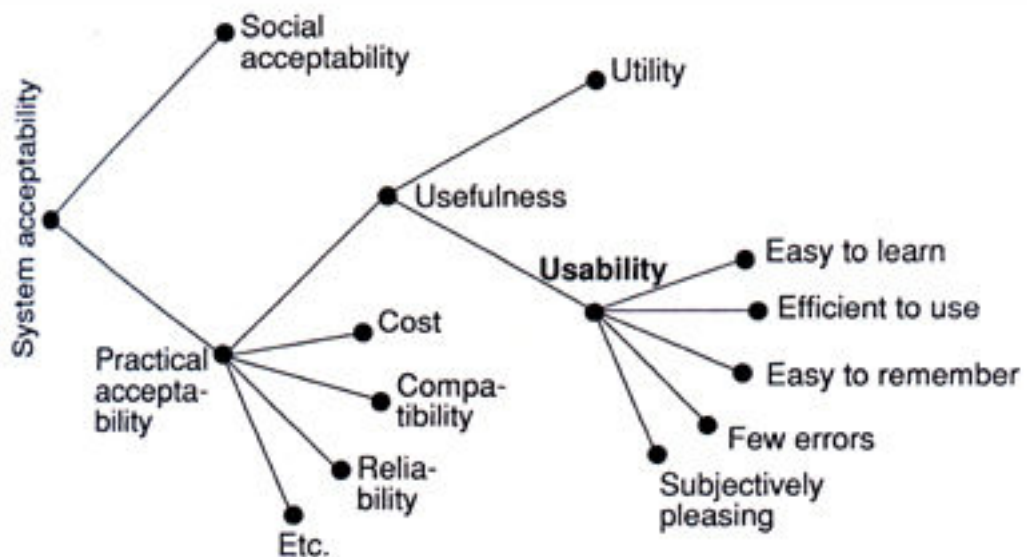 System acceptability
Social
acceptability
Utility
Usefulness
Usability
Easy to learn
Efficient to use
Easy to remember
Few errors
Subjectively
pleasing
Practical
accepta-
bility
Cost
Compa-
tibility
Relia-
bility
Etc.